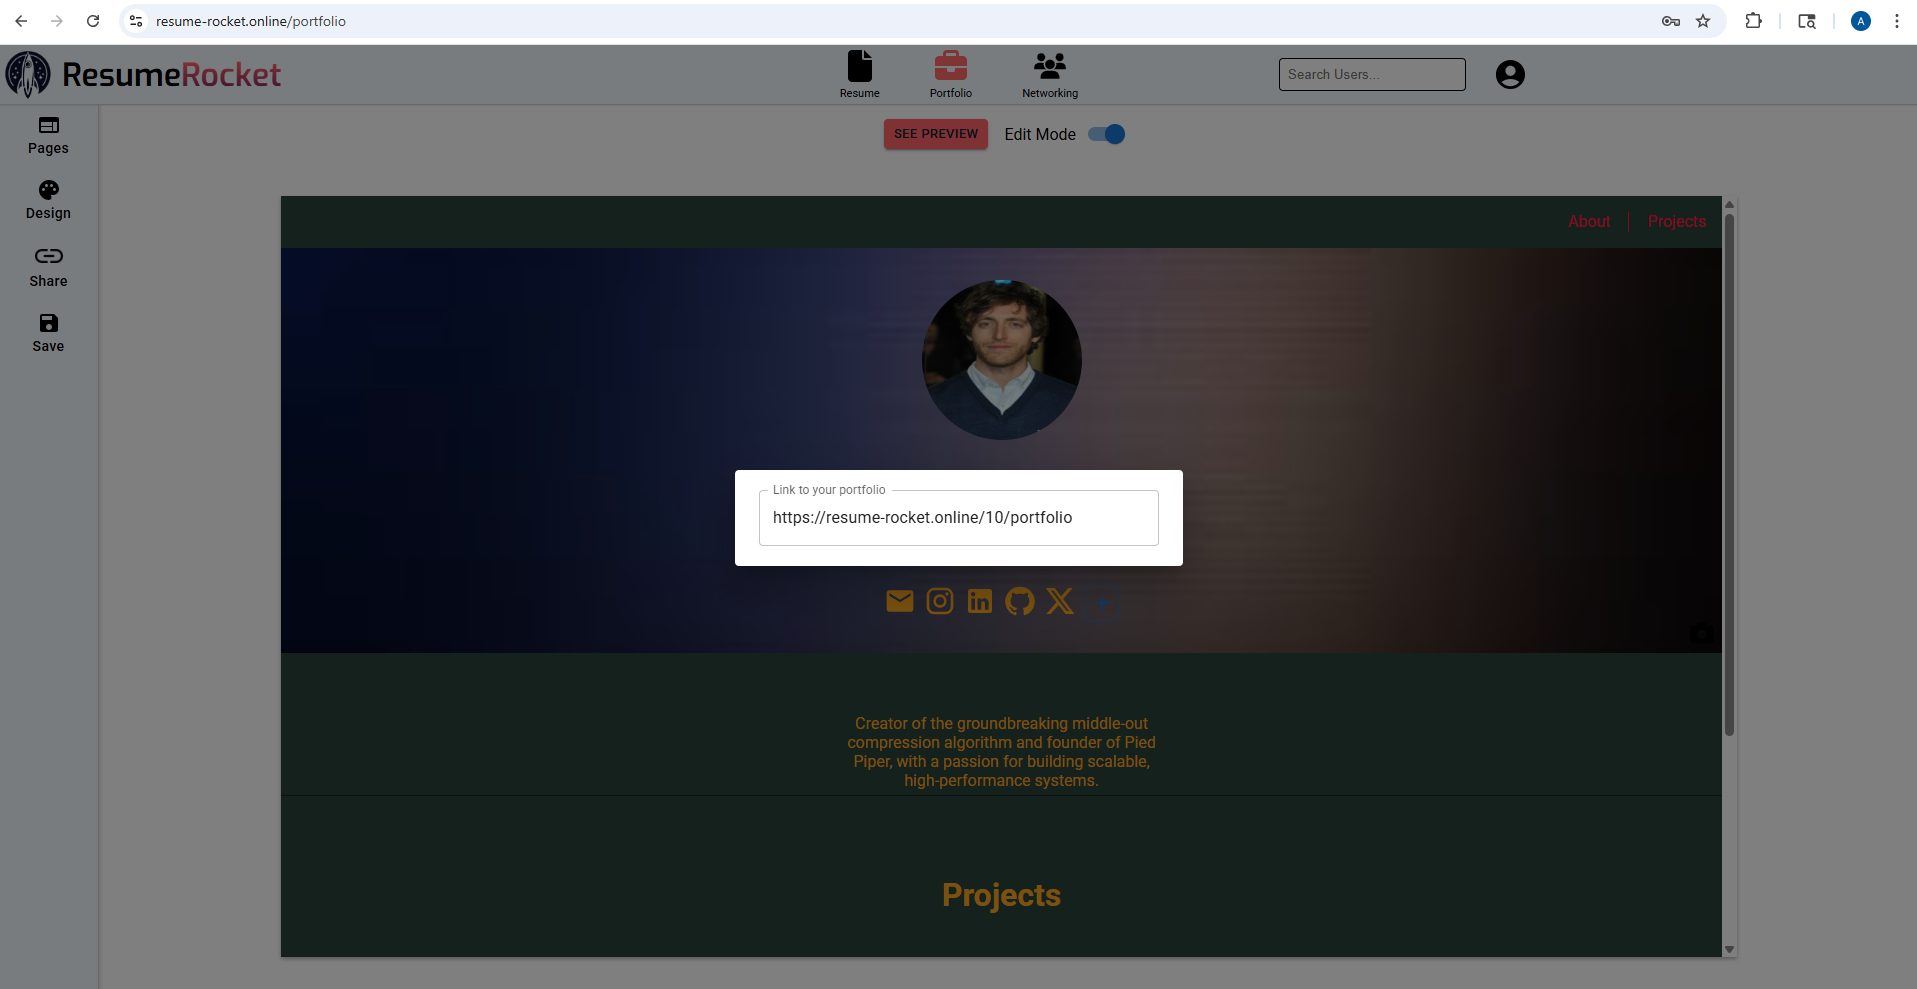 resume-rocket.online/portfolio
A
ResumeRocket
Resume
Portfolio
Networking
Search Users...
Pages
Design
Share
Save
SEE PREVIEW
Edit Mode
About
Projects
Link to your portfolio
https://resume-rocket.online/10/portfolio
Creator of the groundbreaking middle-out
compression algorithm and founder of Pied
Piper, with a passion for building scalable,
high-performance systems.
Projects